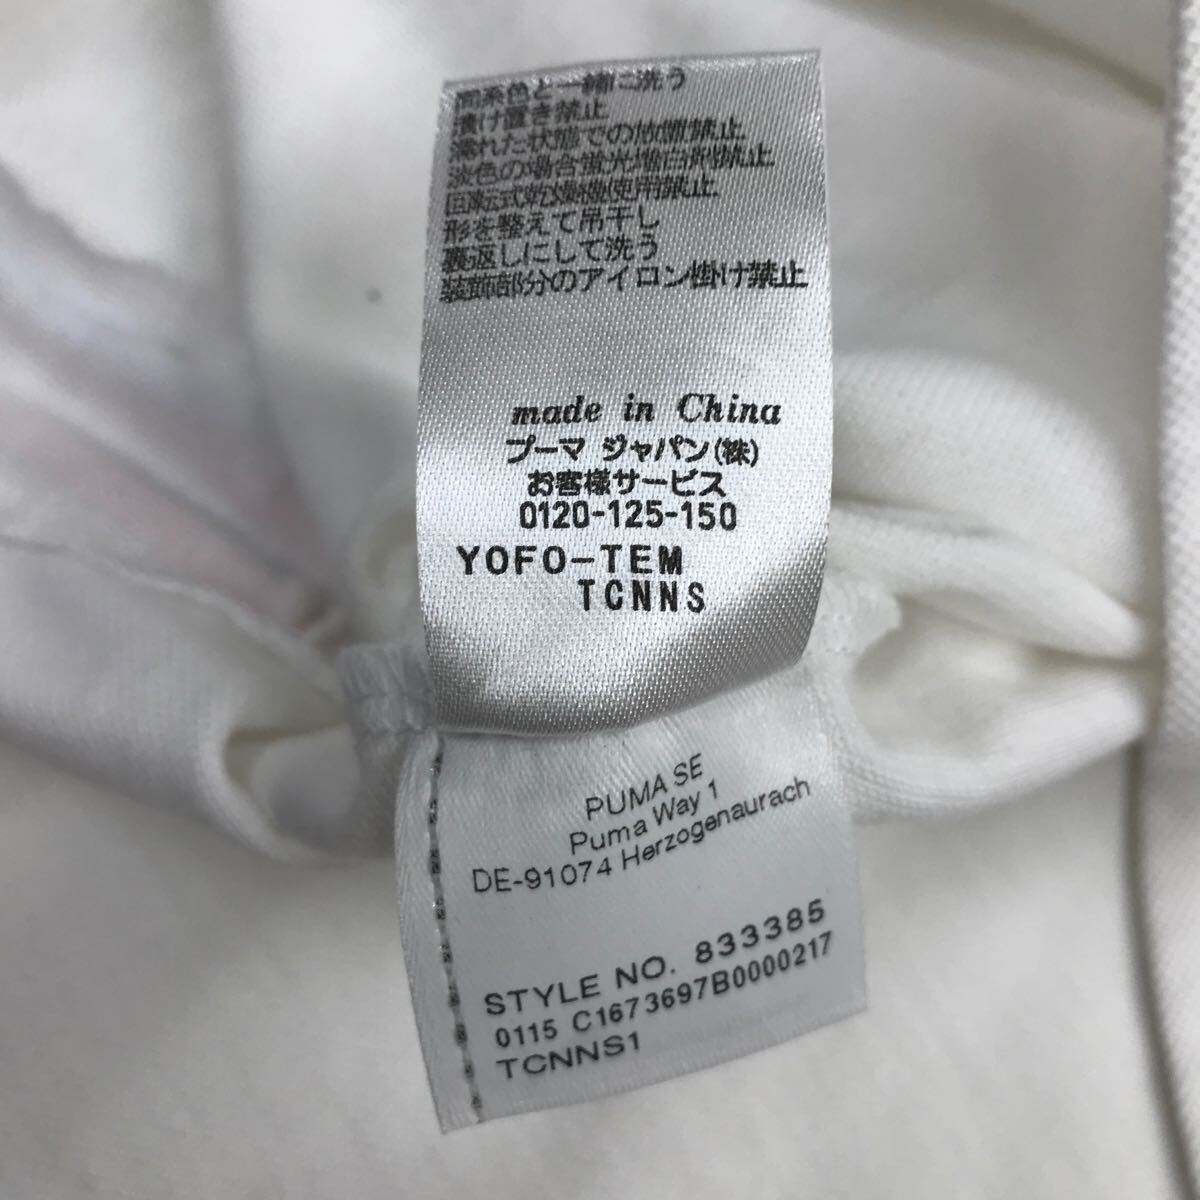 同系色と一緒に洗う
漬け置き禁止
濡れた状態での放置禁止
淡色の場合蛍光増白剤禁止
回転式乾燥機使用禁止
形を整えて吊干し
裏返しにして洗う
装飾部分のアイロン掛け禁止
made in China
プーマ ジャパン(株)
お客様サービス
0120-125-150
YOFO-TEM
TCNNS
PUMA SE
Puma Way 1
DE-91074 Herzogenaurach
STYLE NO. 833385
0115 C1673697B0000217
TCNNS1